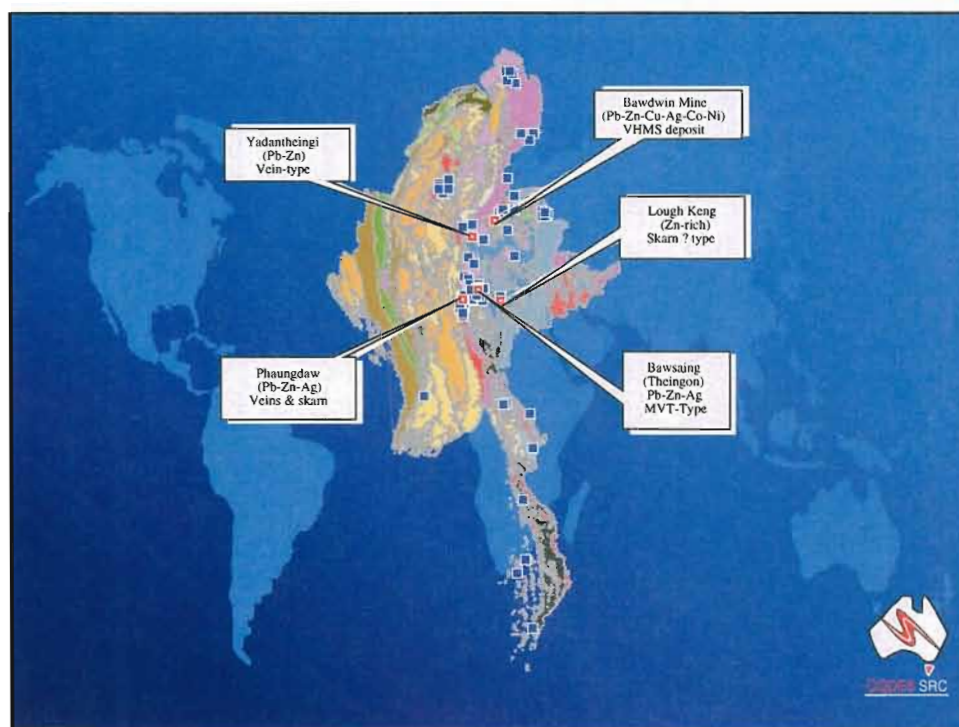 Yadantheingi
(Pb-Zn)
Vein-type
Bawdwin Mine
(Pb-Zn-Cu-Ag-Co-Ni)
VHMS deposit
Lough Keng
(Zn-rich)
Skarn ? type
Phaungdaw
(Pb-Zn-Ag)
Veins & skarn
Bawsaing
(Theingon)
Pb-Zn-Ag
MVT-Type
SRC